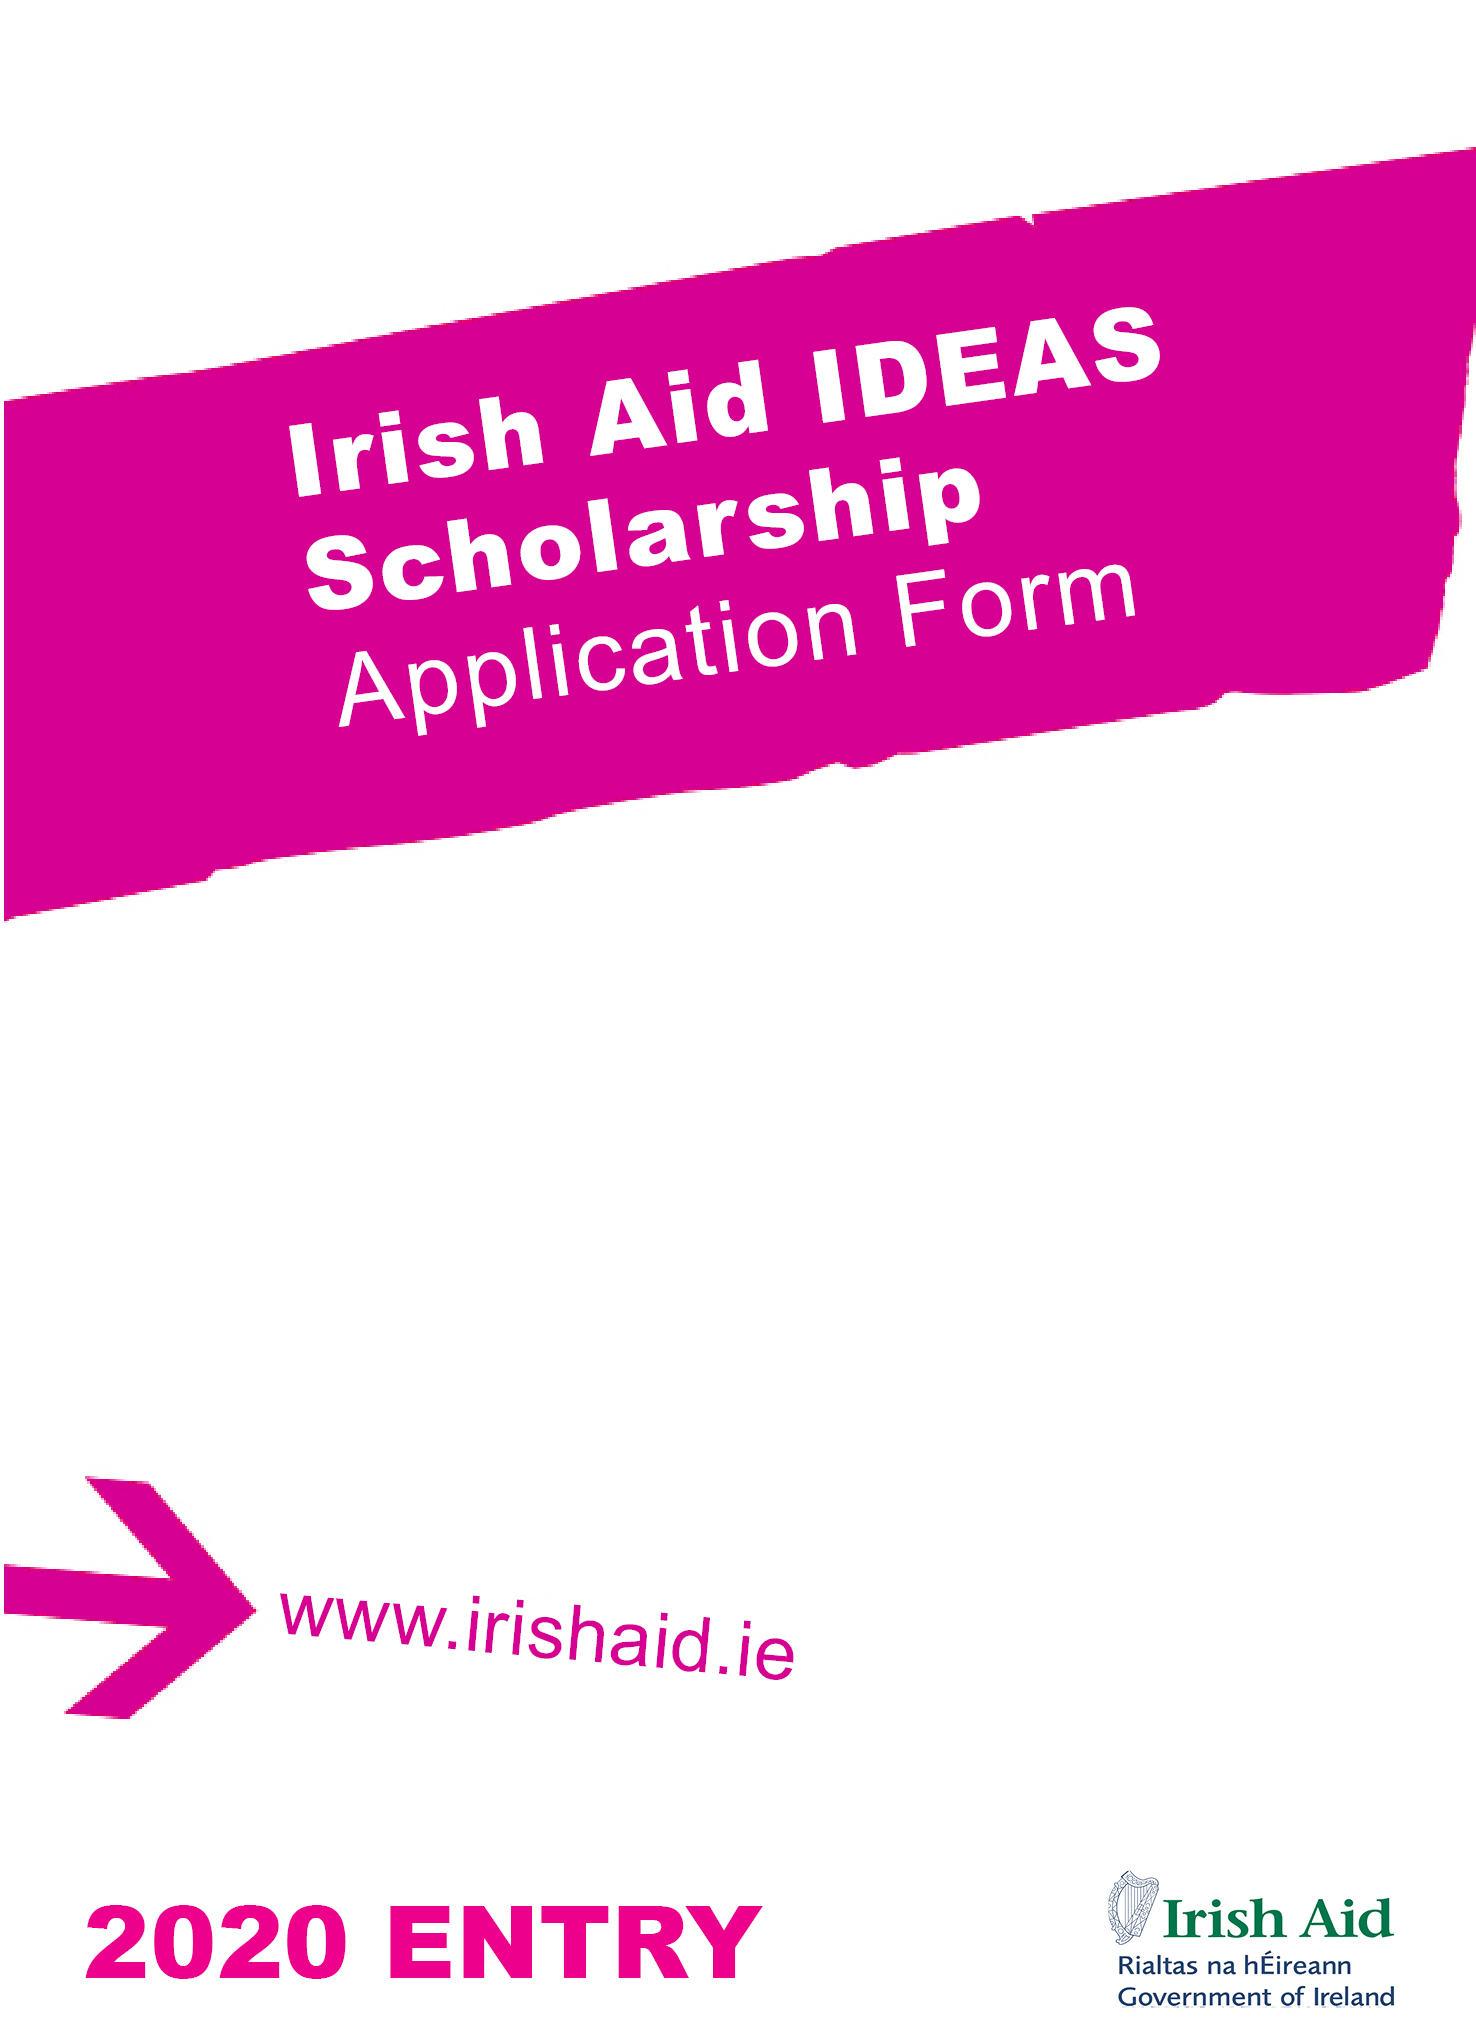 Irish Aid IDEAS
Scholarship
Application Form
www.irishaid.ie
2020 ENTRY
Irish Aid
Rialtas na hÉireann
Government of Ireland